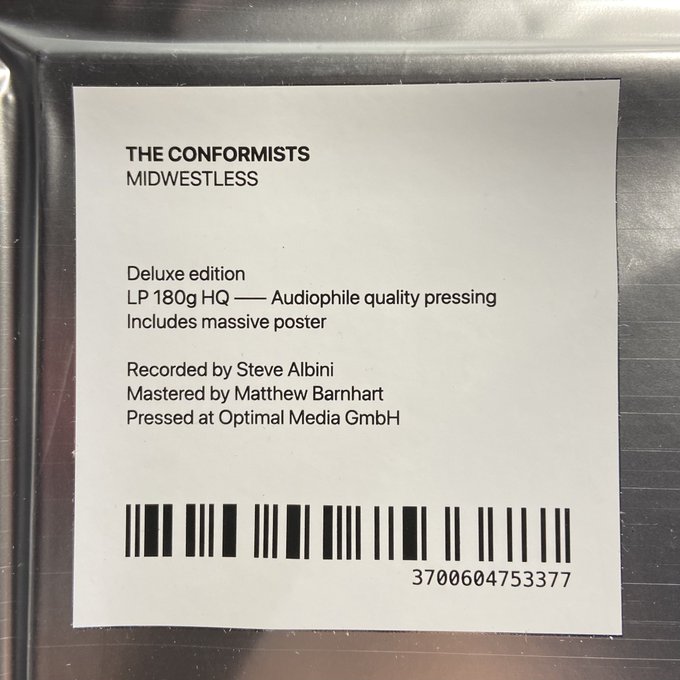 THE CONFORMISTS
MIDWESTLESS
Deluxe edition
LP 180g HQ —— Audiophile quality pressing
Includes massive poster
Recorded by Steve Albini
Mastered by Matthew Barnhart
Pressed at Optimal Media GmbH
3700604753377